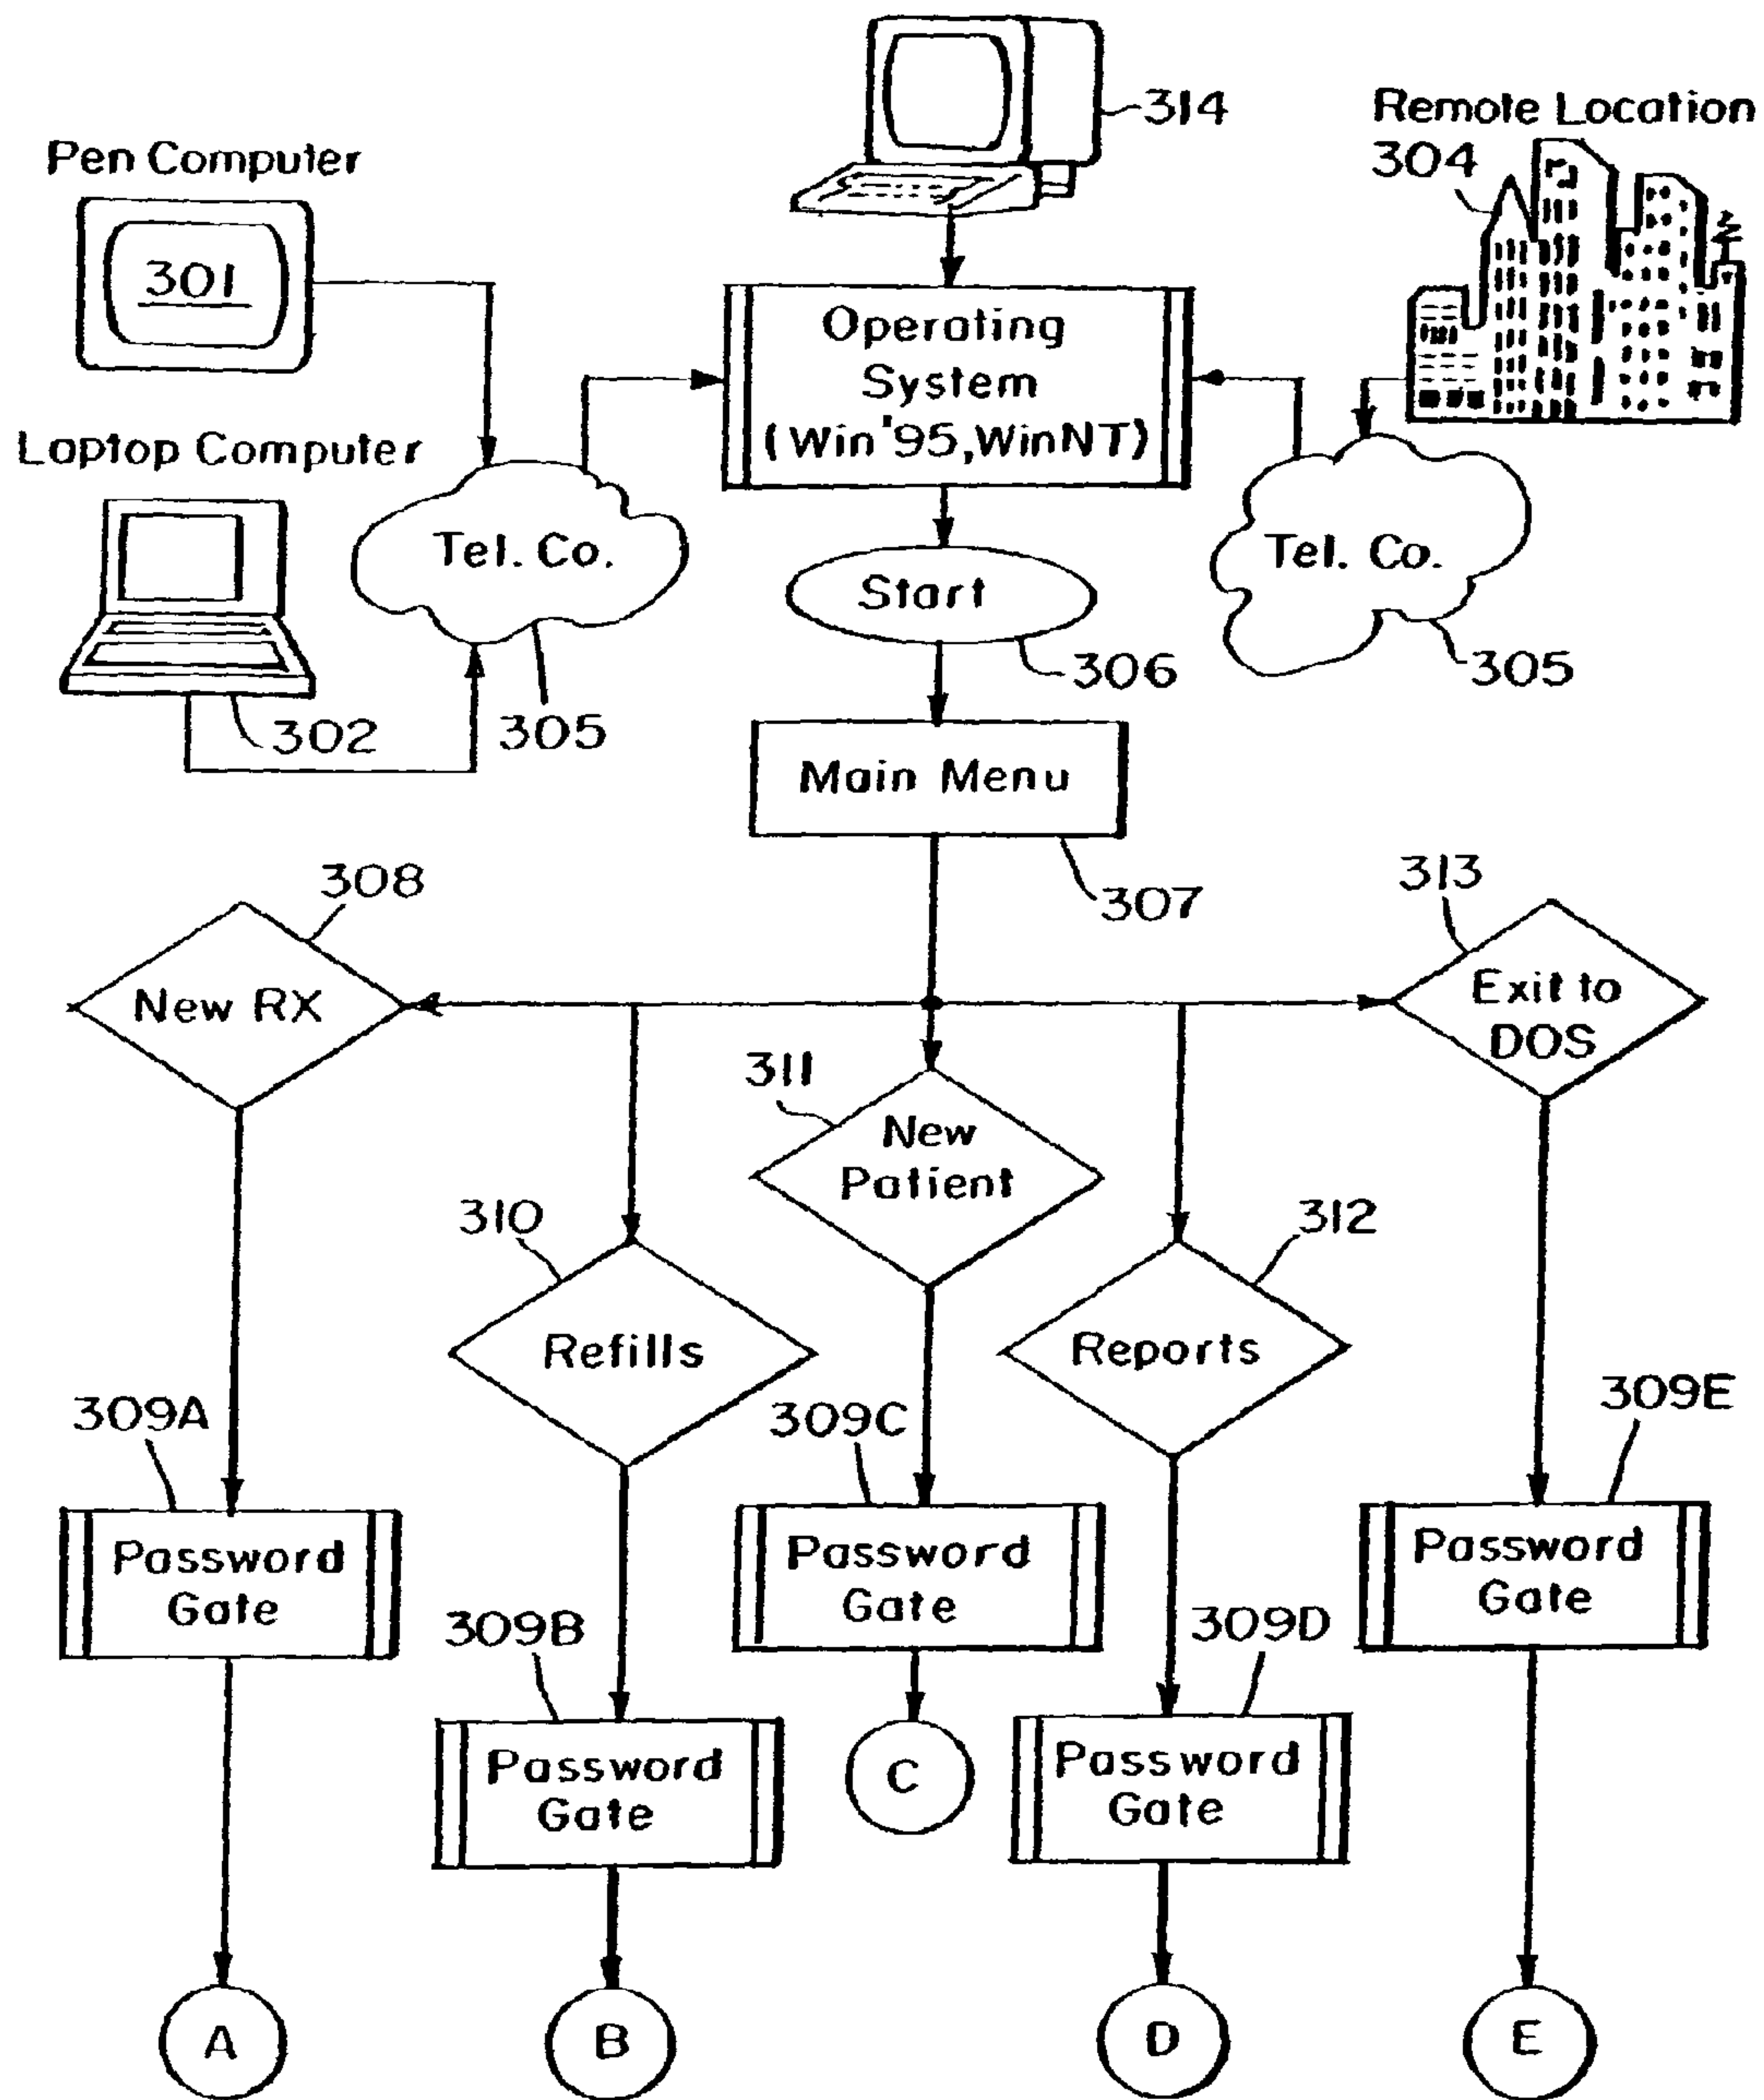 314
Remote Location
304
Pen Computer
301
Operating
System
(Win '95, WinNT)
Laptop Computer
Tel. Co.
Start
Tel. Co.
306
305
302
305
Main Menu
307
308
313
New RX
Exit to
DOS
311
New
Patient
310
312
Refills
Reports
309A
309C
309E
Password
Gate
Password
Gate
Password
Gate
309B
309D
Password
Gate
C
Password
Gate
A
B
D
E